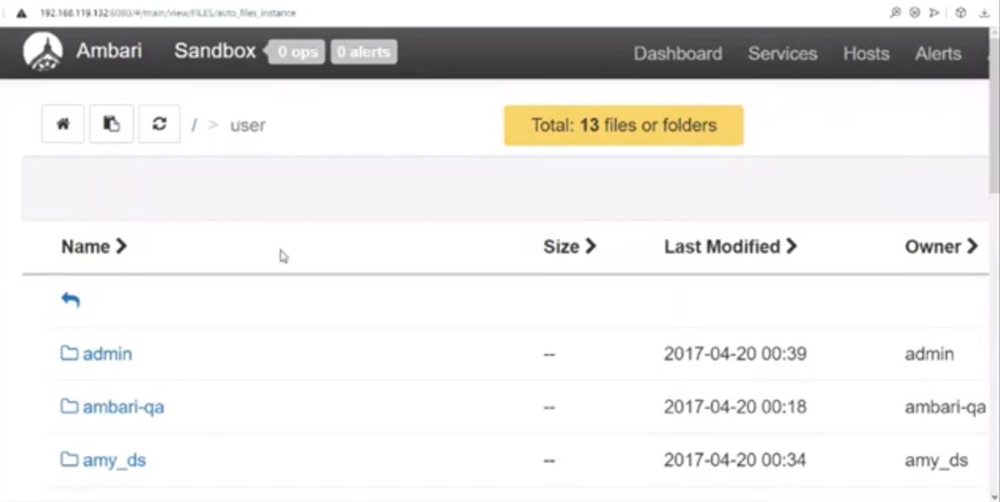 192.168.119.132:8080/#/main/view/FILES/auto_files_instance
Ambari Sandbox 0 ops 0 alerts Dashboard Services Hosts Alerts
/ > user Total: 13 files or folders
Name Size Last Modified Owner
admin -- 2017-04-20 00:39 admin
ambari-qa -- 2017-04-20 00:18 ambari-qa
amy_ds -- 2017-04-20 00:34 amy_ds